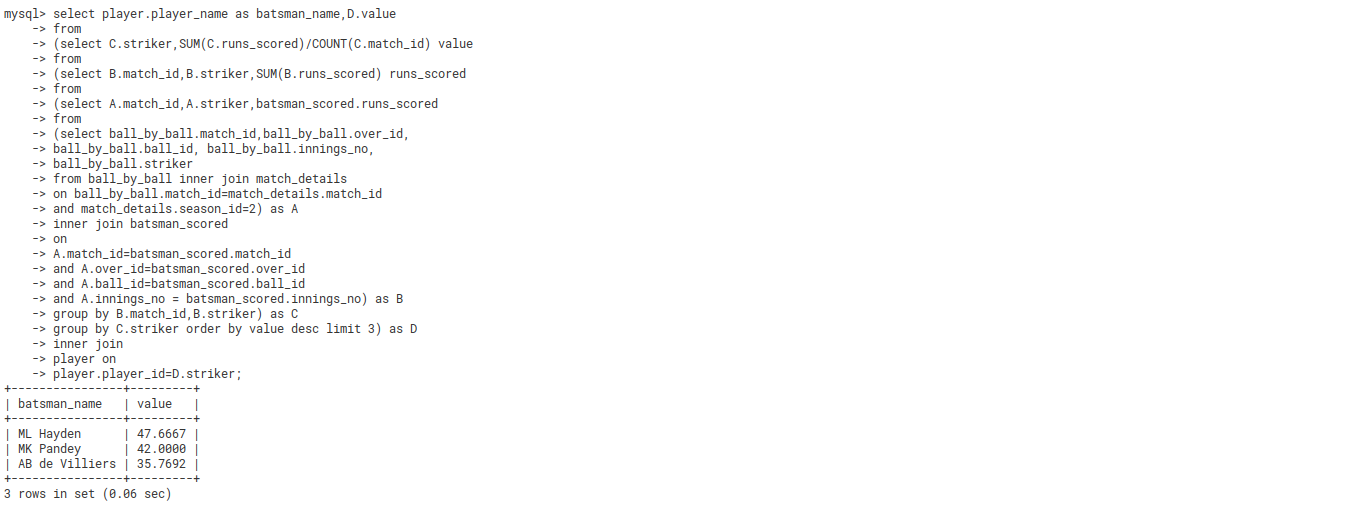 mysql> select player.player_name as batsman_name,D.value
    -> from
    -> (select C.striker,SUM(C.runs_scored)/COUNT(C.match_id) value
    -> from
    -> (select B.match_id,B.striker,SUM(B.runs_scored) runs_scored
    -> from
    -> (select A.match_id,A.striker,batsman_scored.runs_scored
    -> from
    -> (select ball_by_ball.match_id,ball_by_ball.over_id,
    -> ball_by_ball.ball_id, ball_by_ball.innings_no,
    -> ball_by_ball.striker
    -> from ball_by_ball inner join match_details
    -> on ball_by_ball.match_id=match_details.match_id
    -> and match_details.season_id=2) as A
    -> inner join batsman_scored
    -> on
    -> A.match_id=batsman_scored.match_id
    -> and A.over_id=batsman_scored.over_id
    -> and A.ball_id=batsman_scored.ball_id
    -> and A.innings_no = batsman_scored.innings_no) as B
    -> group by B.match_id,B.striker) as C
    -> group by C.striker order by value desc limit 3) as D
    -> inner join
    -> player on
    -> player.player_id=D.striker;
+----------------+---------+
| batsman_name   | value   |
+----------------+---------+
| ML Hayden      | 47.6667 |
| MK Pandey      | 42.0000 |
| AB de Villiers | 35.7692 |
+----------------+---------+
3 rows in set (0.06 sec)